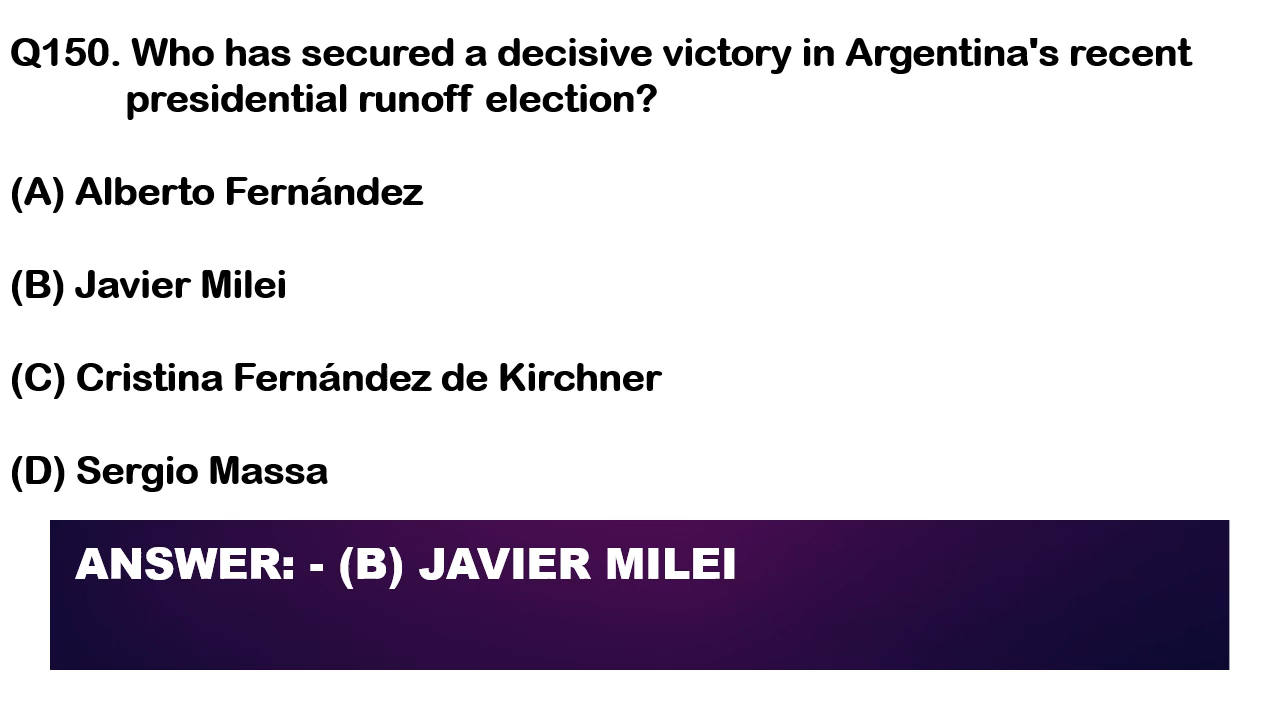 Q150. Who has secured a decisive victory in Argentina's recent
presidential runoff election?
(A) Alberto Fernández
(B) Javier Milei
(C) Cristina Fernández de Kirchner
(D) Sergio Massa
ANSWER: - (B) JAVIER MILEI